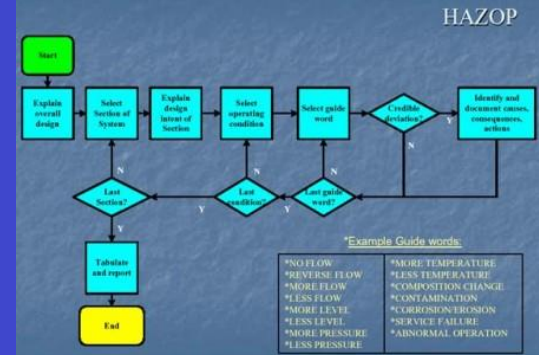 HAZOP
Start
Explain
overall
design
Select
Section of
System
Explain
design
intent of
Section
Select
operating
condition
Select guide
word
Credible
deviation?
Y
Identify and
document causes,
consequences,
actions
N
N
N
N
Last
Section?
Y
Last
condition?
Y
Last guide
word?
Y
Tabulate
and report
End
*Example Guide words:
*NO FLOW
*REVERSE FLOW
*MORE FLOW
*LESS FLOW
*MORE LEVEL
*LESS LEVEL
*MORE PRESSURE
*LESS PRESSURE
*MORE TEMPERATURE
*LESS TEMPERATURE
*COMPOSITION CHANGE
*CONTAMINATION
*CORROSION/EROSION
*SERVICE FAILURE
*ABNORMAL OPERATION